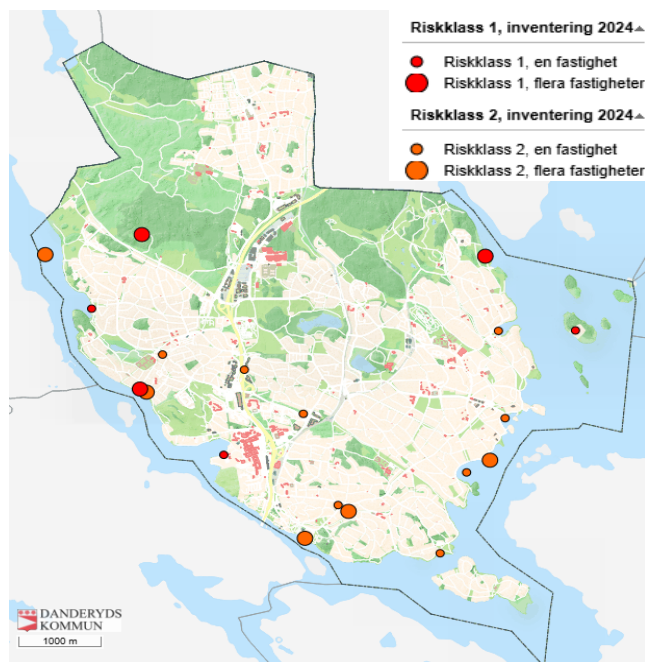 Riskklass 1, inventering 2024
Riskklass 1, en fastighet
Riskklass 1, flera fastigheter
Riskklass 2, inventering 2024
Riskklass 2, en fastighet
Riskklass 2, flera fastigheter
DANDERYDS
KOMMUN
1000 m